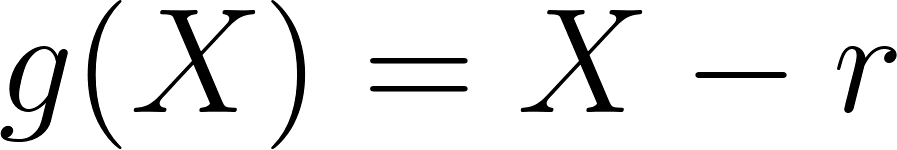 g(X) = X − r